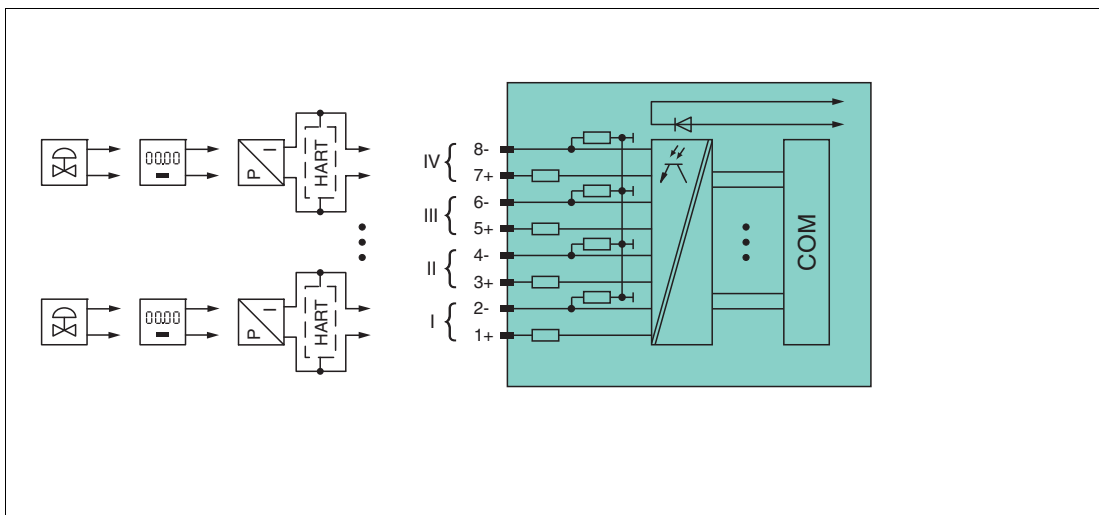 00.00
P I
HART
IV
8-
7+
III
6-
5+
II
4-
3+
I
2-
1+
COM
00.00
P I
HART